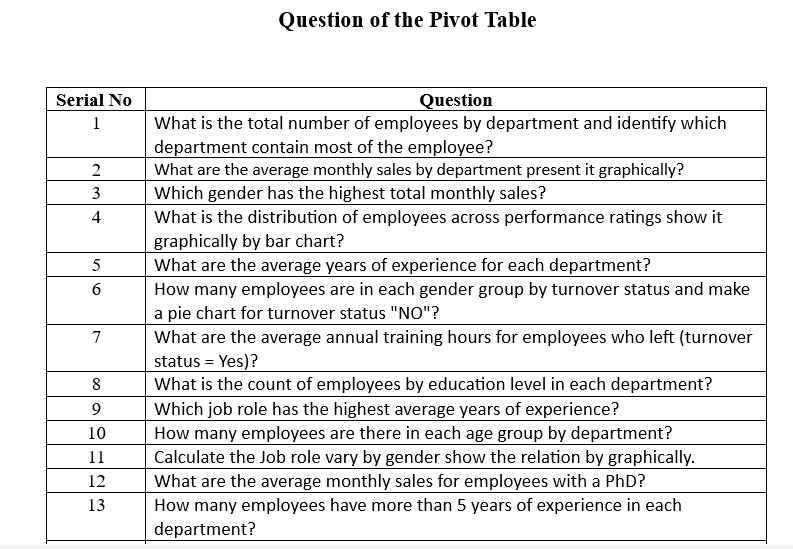 Question of the Pivot Table
Serial No Question
1 What is the total number of employees by department and identify which
department contain most of the employee?
2 What are the average monthly sales by department present it graphically?
3 Which gender has the highest total monthly sales?
4 What is the distribution of employees across performance ratings show it
graphically by bar chart?
5 What are the average years of experience for each department?
6 How many employees are in each gender group by turnover status and make
a pie chart for turnover status "NO"?
7 What are the average annual training hours for employees who left (turnover
status = Yes)?
8 What is the count of employees by education level in each department?
9 Which job role has the highest average years of experience?
10 How many employees are there in each age group by department?
11 Calculate the Job role vary by gender show the relation by graphically.
12 What are the average monthly sales for employees with a PhD?
13 How many employees have more than 5 years of experience in each
department?